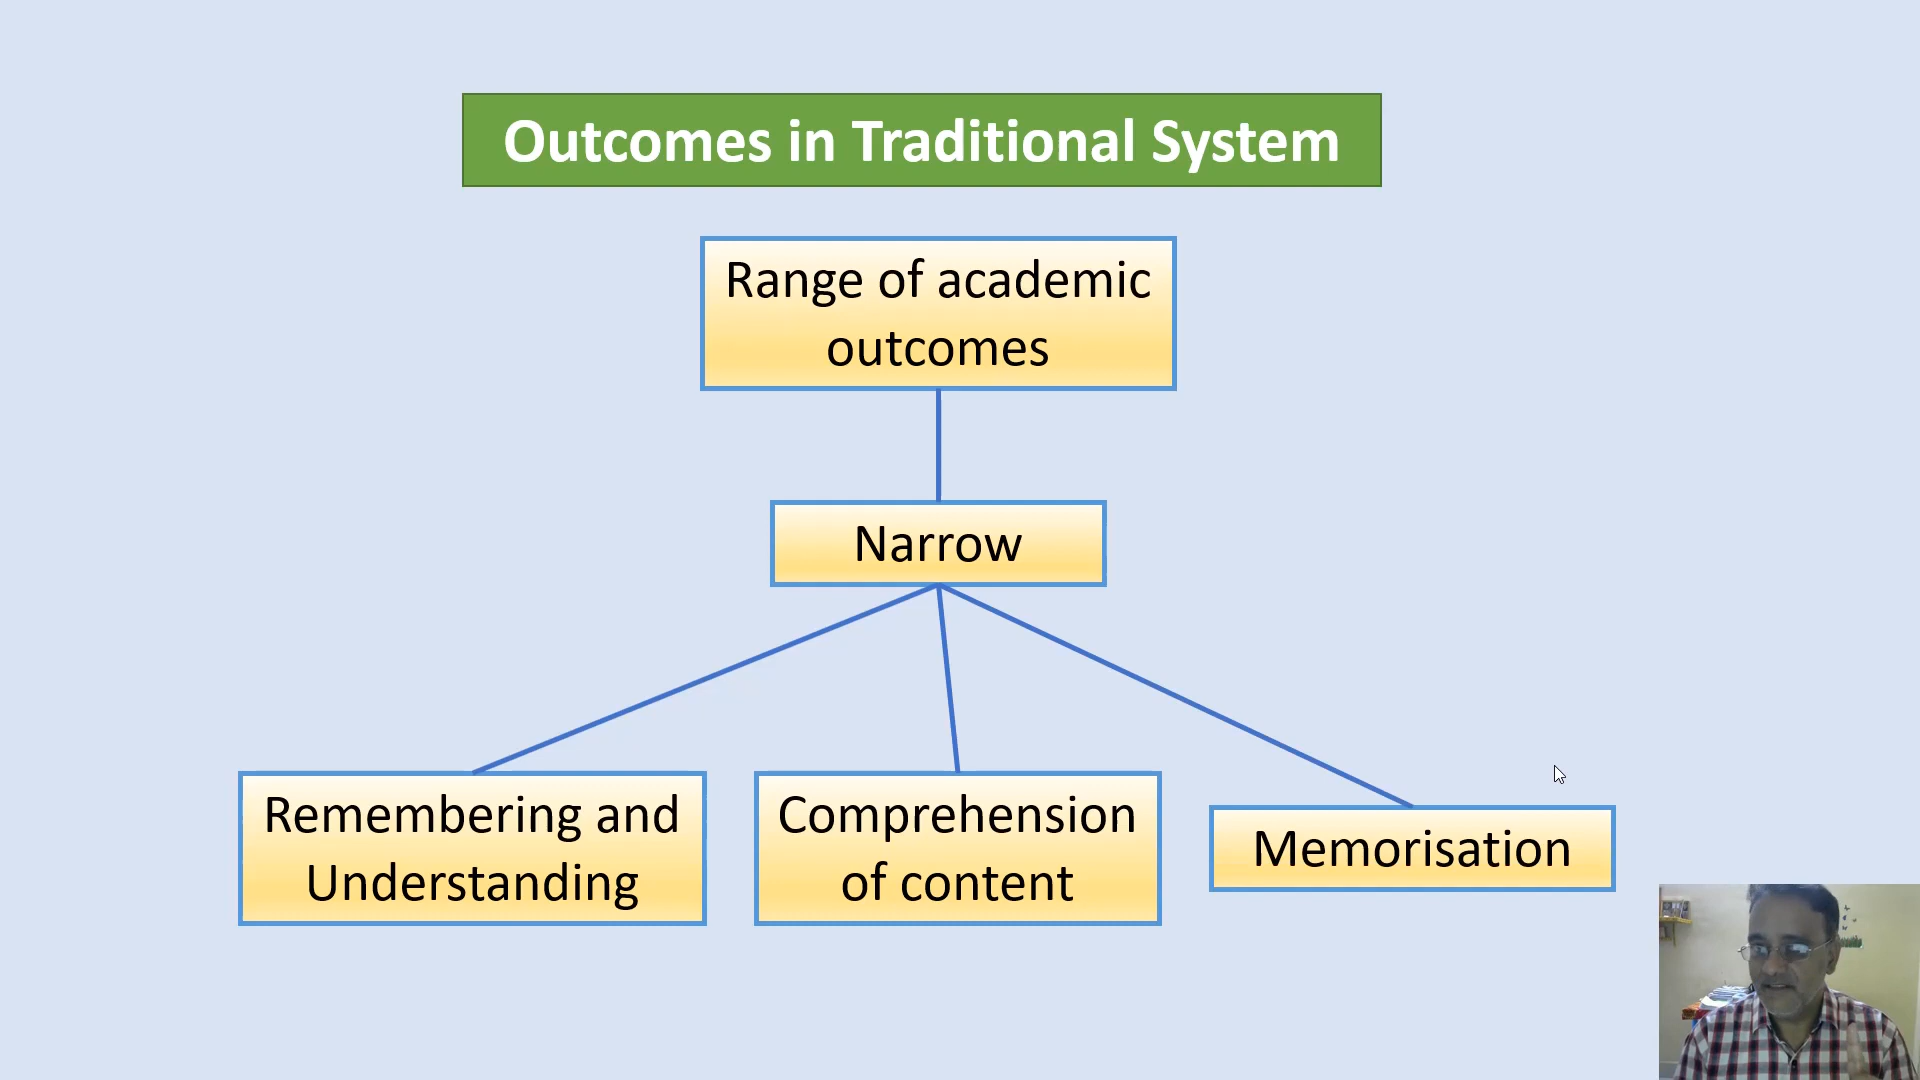 Outcomes in Traditional System
Range of academic
outcomes
Narrow
Remembering and
Understanding
Comprehension
of content
Memorisation